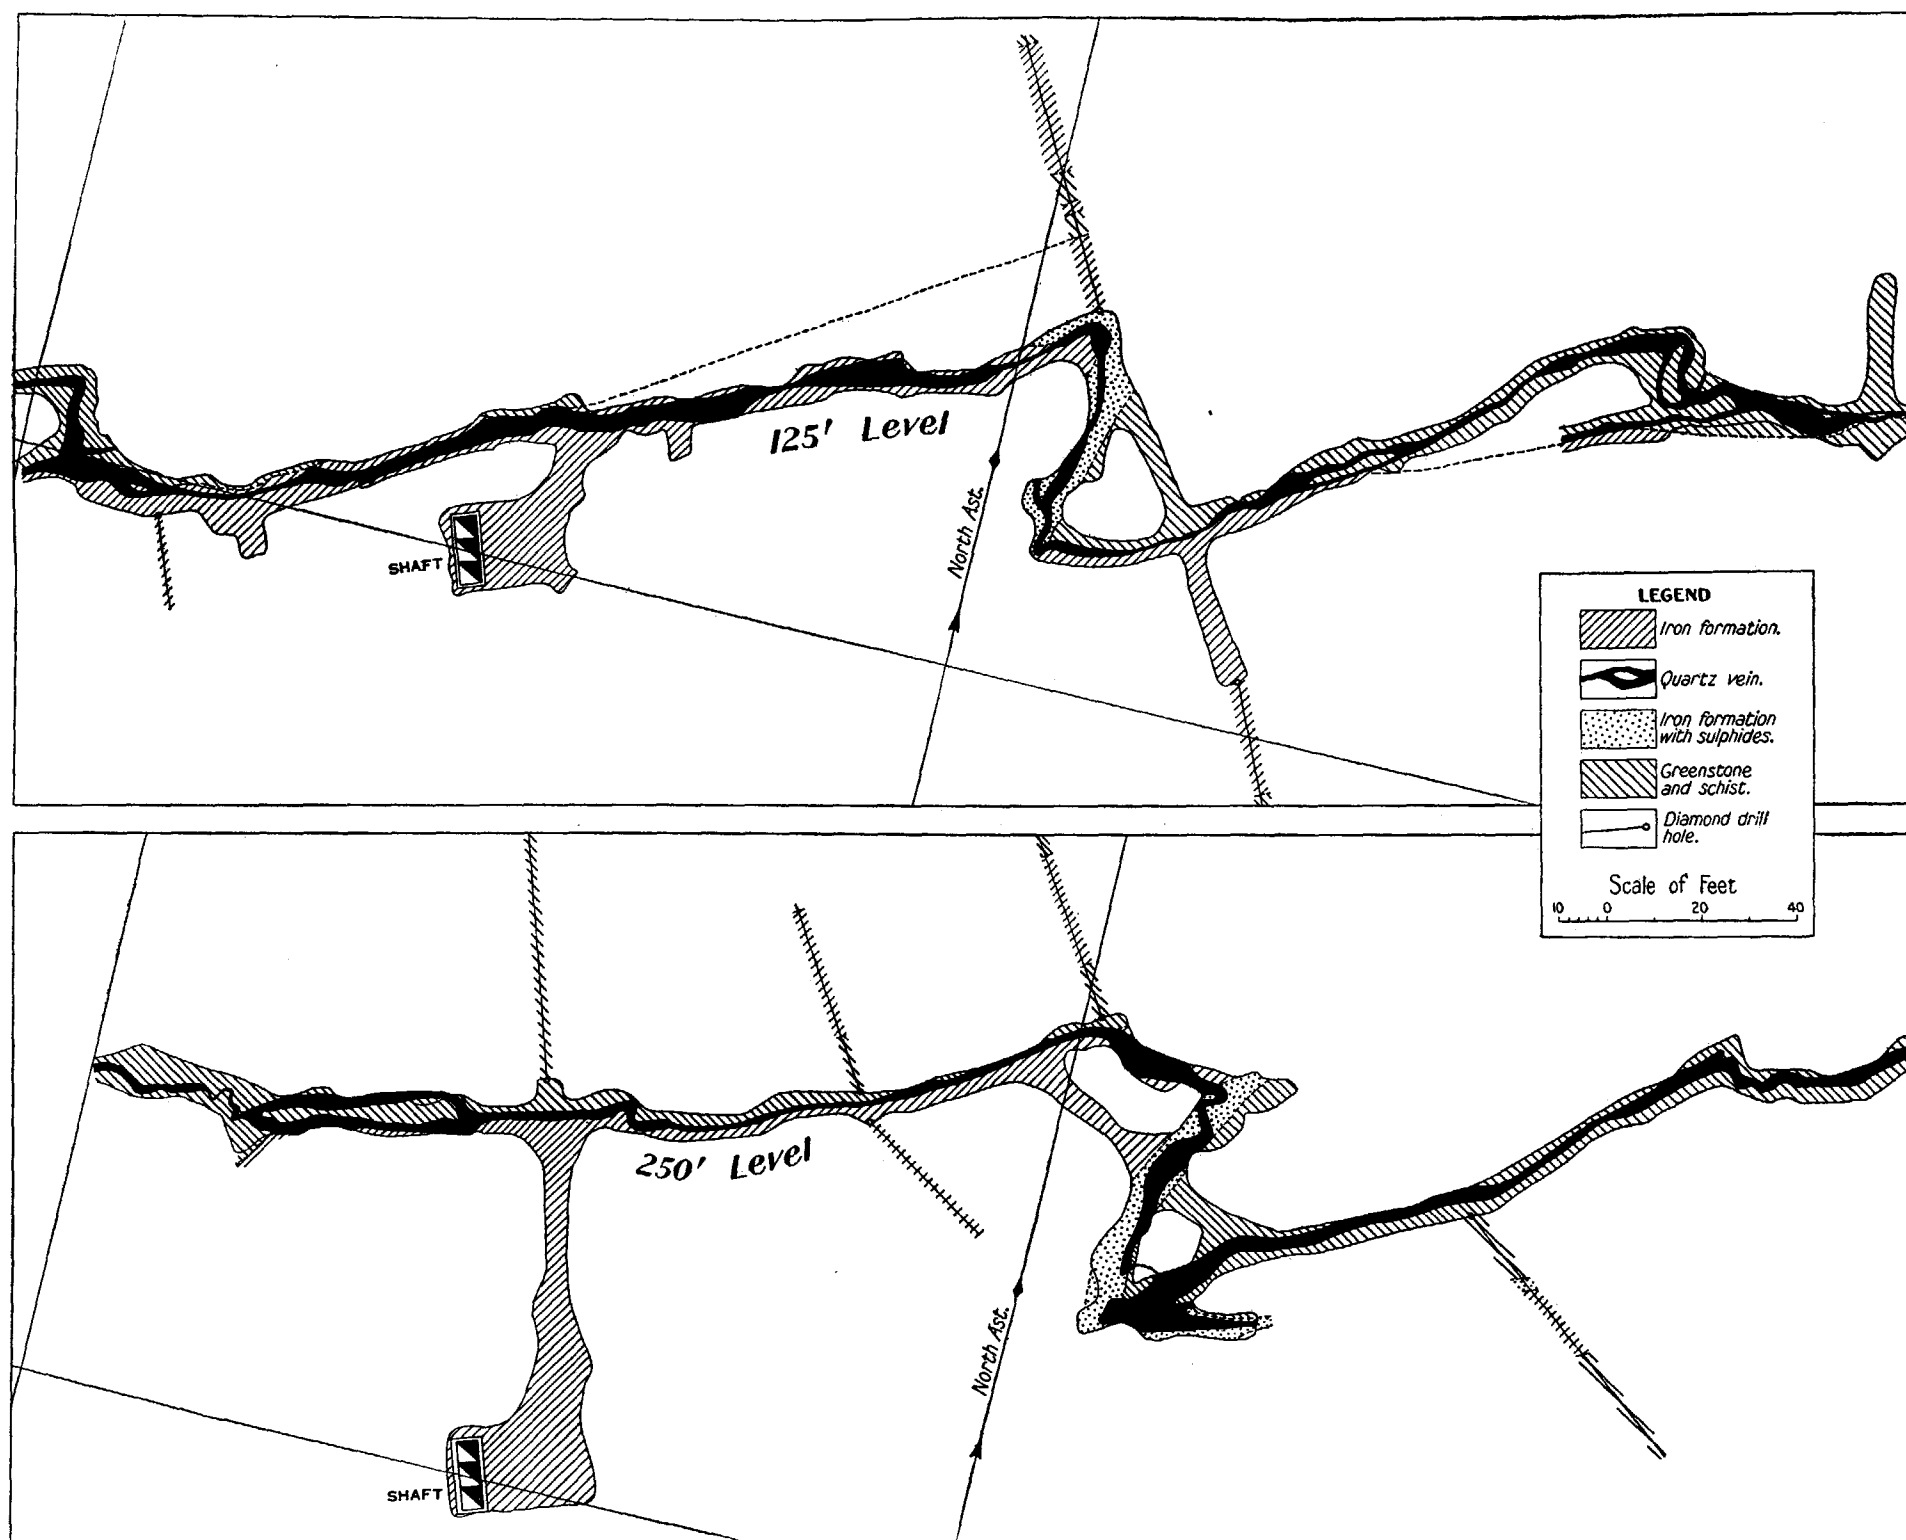 125' Level
North Ast.
SHAFT
LEGEND
Iron formation.
Quartz vein.
Iron formation
with sulphides.
Greenstone
and schist.
Diamond drill
hole.
Scale of Feet
10 0 20 40
250' Level
North Ast.
SHAFT